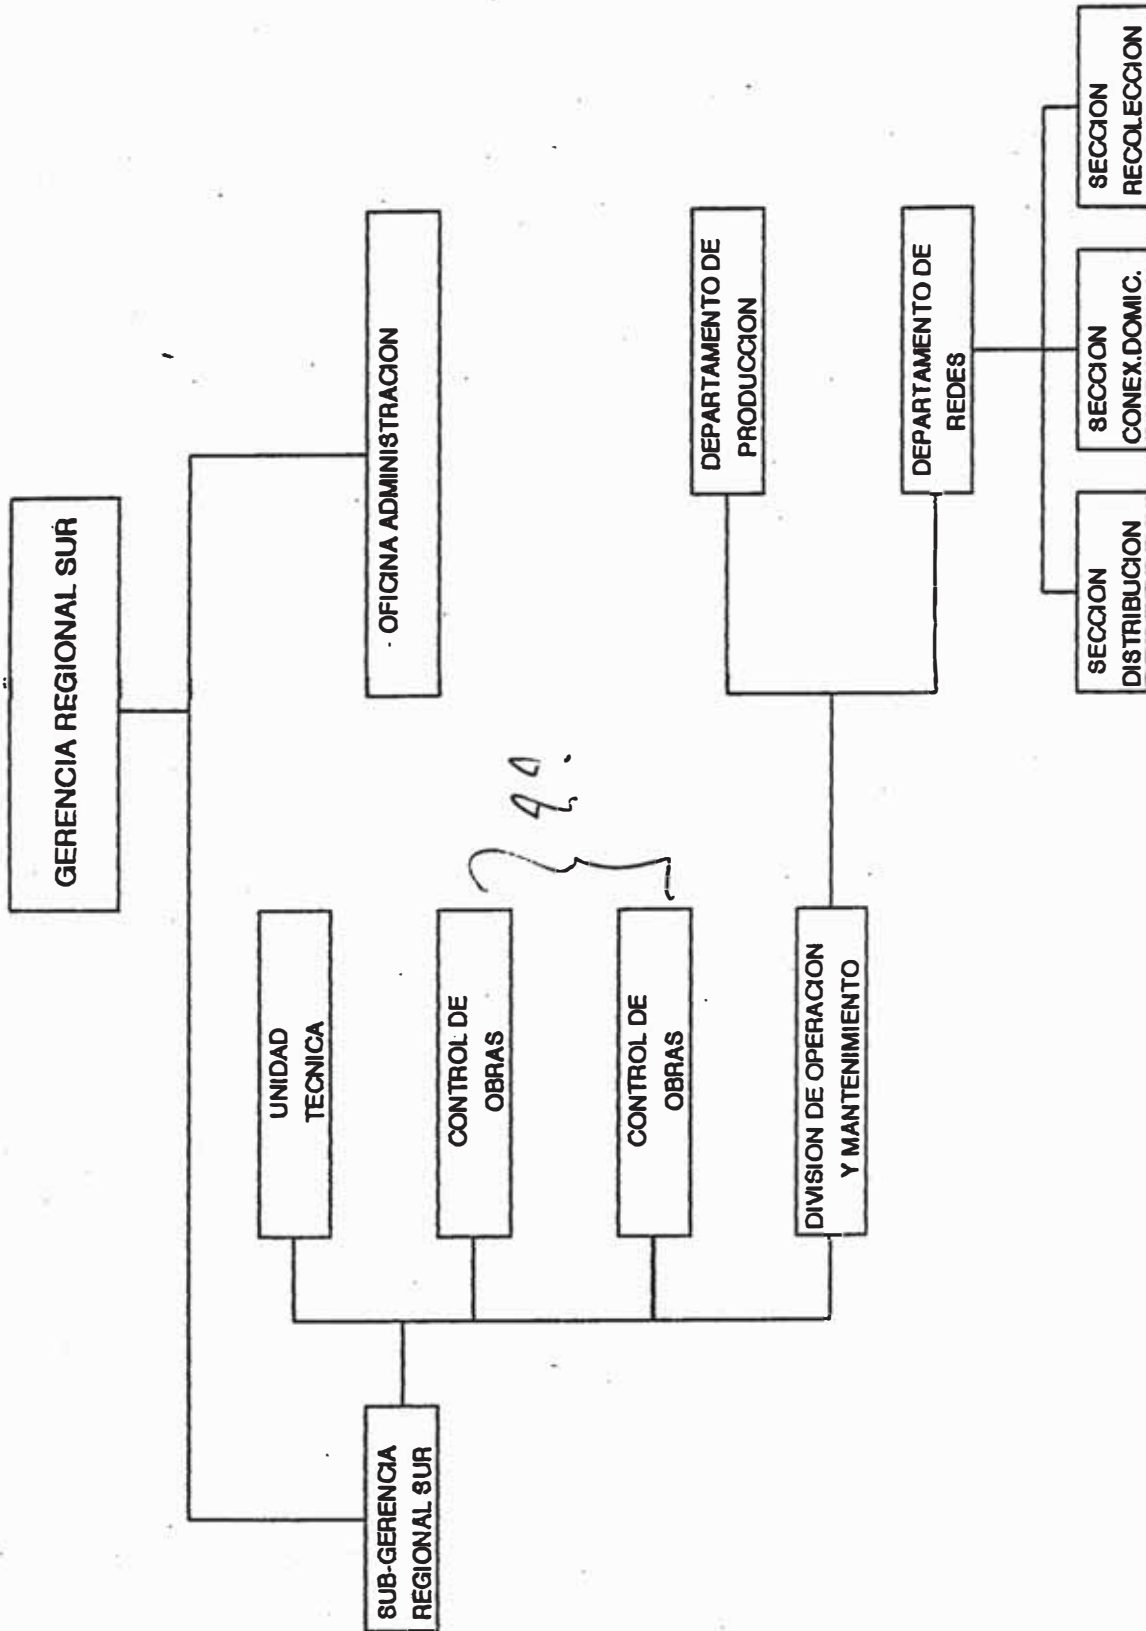 GERENCIA REGIONAL SUR
SUB-GERENCIA
REGIONAL SUR
OFICINA ADMINISTRACION
UNIDAD
TECNICA
CONTROL DE
OBRAS
CONTROL DE
OBRAS
DIVISION DE OPERACION
Y MANTENIMIENTO
DEPARTAMENTO DE
PRODUCCION
DEPARTAMENTO DE
REDES
SECCION
DISTRIBUCION
SECCION
CONEX.DOMIC.
SECCION
RECOLECCION